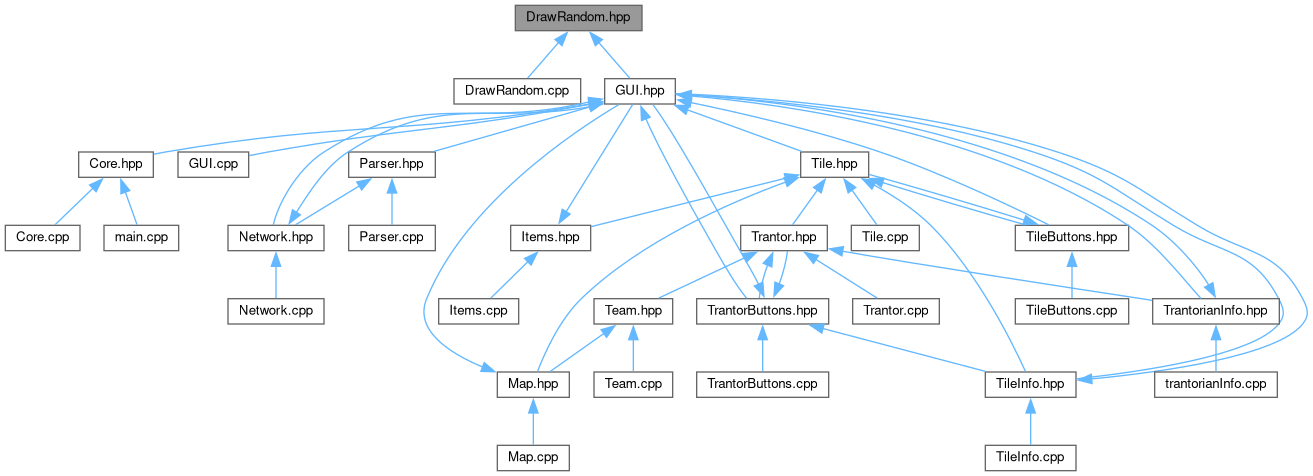 DrawRandom.hpp
DrawRandom.cpp
GUI.hpp
Core.hpp
GUI.cpp
Parser.hpp
Tile.hpp
Core.cpp
main.cpp
Network.hpp
Parser.cpp
Items.hpp
Trantor.hpp
Tile.cpp
TileButtons.hpp
Network.cpp
Items.cpp
Team.hpp
TrantorButtons.hpp
Trantor.cpp
TileButtons.cpp
TrantorianInfo.hpp
Map.hpp
Team.cpp
TrantorButtons.cpp
TileInfo.hpp
trantorianInfo.cpp
Map.cpp
TileInfo.cpp